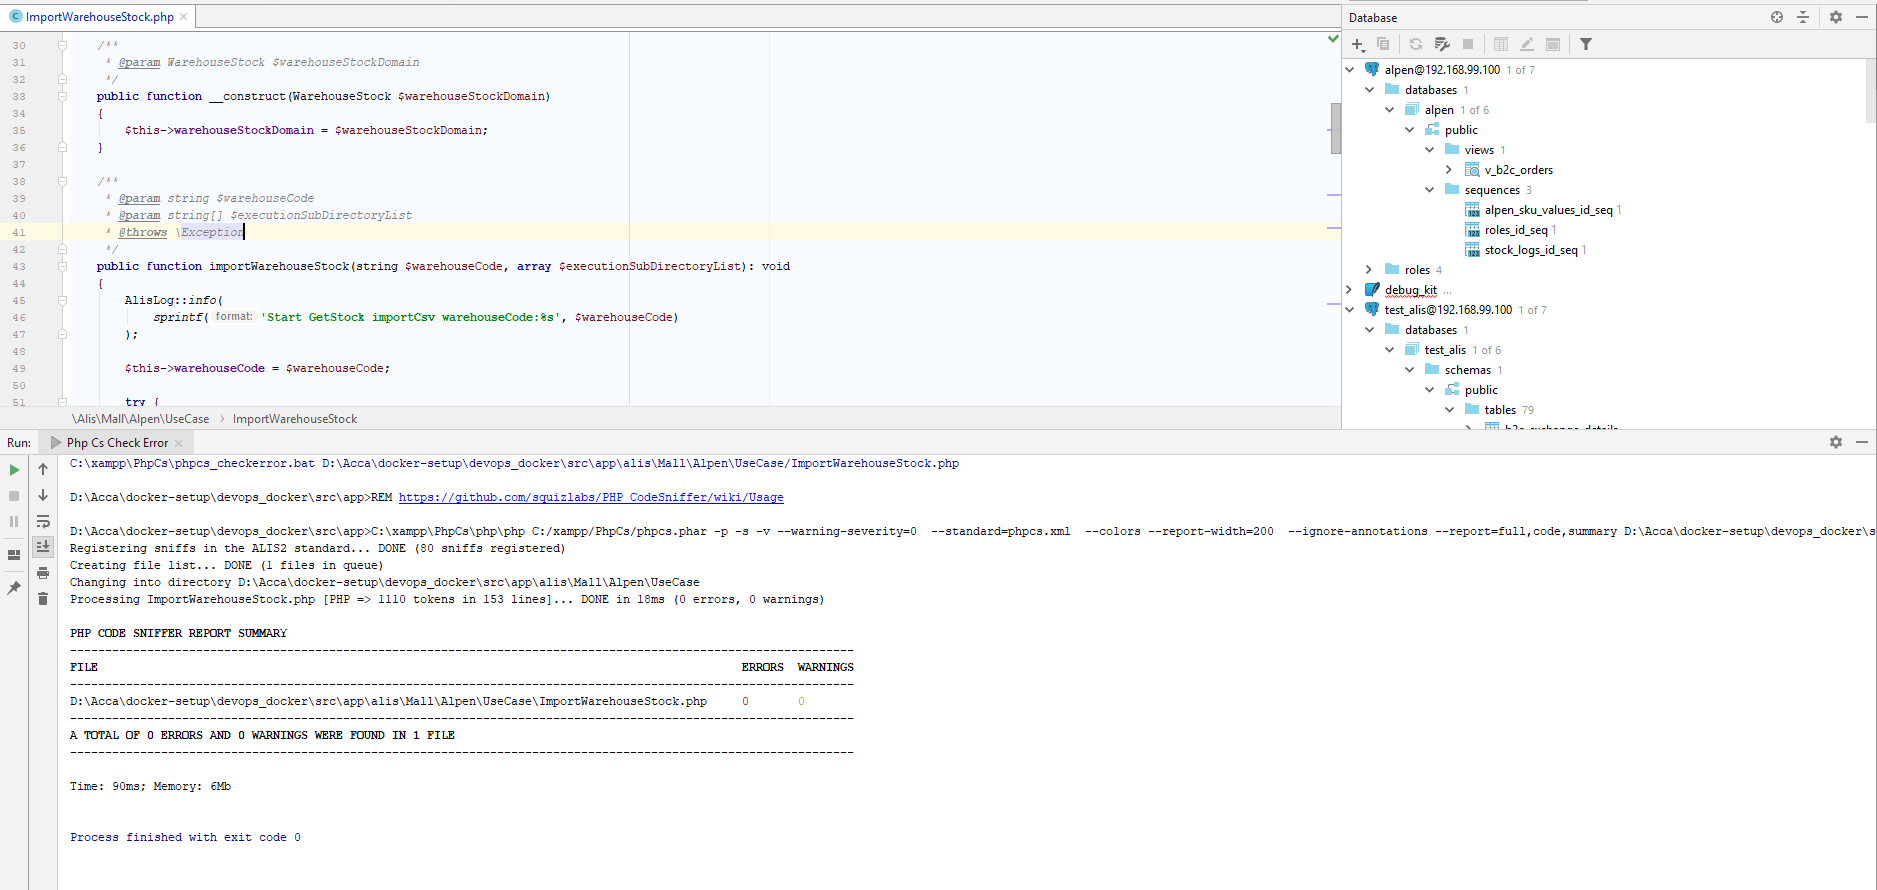 ImportWarehouseStock.php
30 /**
31 * @param WarehouseStock $warehouseStockDomain
32 */
33 public function __construct(WarehouseStock $warehouseStockDomain)
34 {
35 $this->warehouseStockDomain = $warehouseStockDomain;
36 }
37
38 /**
39 * @param string $warehouseCode
40 * @param string[] $executionSubDirectoryList
41 * @throws \Exception
42 */
43 public function importWarehouseStock(string $warehouseCode, array $executionSubDirectoryList): void
44 {
45 AlisLog::info(
46 sprintf( format: 'Start GetStock importCsv warehouseCode:%s', $warehouseCode)
47 );
48
49 $this->warehouseCode = $warehouseCode;
50
51 try {
\Alis\Mall\Alpen\UseCase › ImportWarehouseStock
Database
alpen@192.168.99.100 1 of 7
databases 1
alpen 1 of 6
public
views 1
v_b2c_orders
sequences 3
alpen_sku_values_id_seq 1
roles_id_seq 1
stock_logs_id_seq 1
roles 4
debug_kit ...
test_alis@192.168.99.100 1 of 7
databases 1
test_alis 1 of 6
schemas 1
public
tables 79
b2c_exchange_details
Run: Php Cs Check Error
C:\xampp\PhpCs\phpcs_checkerror.bat D:\Acca\docker-setup\devops_docker\src\app\alis\Mall\Alpen\UseCase/ImportWarehouseStock.php
D:\Acca\docker-setup\devops_docker\src\app>REM https://github.com/squizlabs/PHP_CodeSniffer/wiki/Usage
D:\Acca\docker-setup\devops_docker\src\app>C:\xampp\PhpCs\php\php C:/xampp/PhpCs/phpcs.phar -p -s -v --warning-severity=0 --standard=phpcs.xml --colors --report-width=200 --ignore-annotations --report=full,code,summary D:\Acca\docker-setup\devops_docker\s
Registering sniffs in the ALIS2 standard... DONE (80 sniffs registered)
Creating file list... DONE (1 files in queue)
Changing into directory D:\Acca\docker-setup\devops_docker\src\app\alis\Mall\Alpen\UseCase
Processing ImportWarehouseStock.php [PHP => 1110 tokens in 153 lines]... DONE in 18ms (0 errors, 0 warnings)
PHP CODE SNIFFER REPORT SUMMARY
----------------------------------------------------------------------------------------------------------------
FILE ERRORS WARNINGS
----------------------------------------------------------------------------------------------------------------
D:\Acca\docker-setup\devops_docker\src\app\alis\Mall\Alpen\UseCase\ImportWarehouseStock.php 0 0
----------------------------------------------------------------------------------------------------------------
A TOTAL OF 0 ERRORS AND 0 WARNINGS WERE FOUND IN 1 FILE
----------------------------------------------------------------------------------------------------------------
Time: 90ms; Memory: 6Mb
Process finished with exit code 0